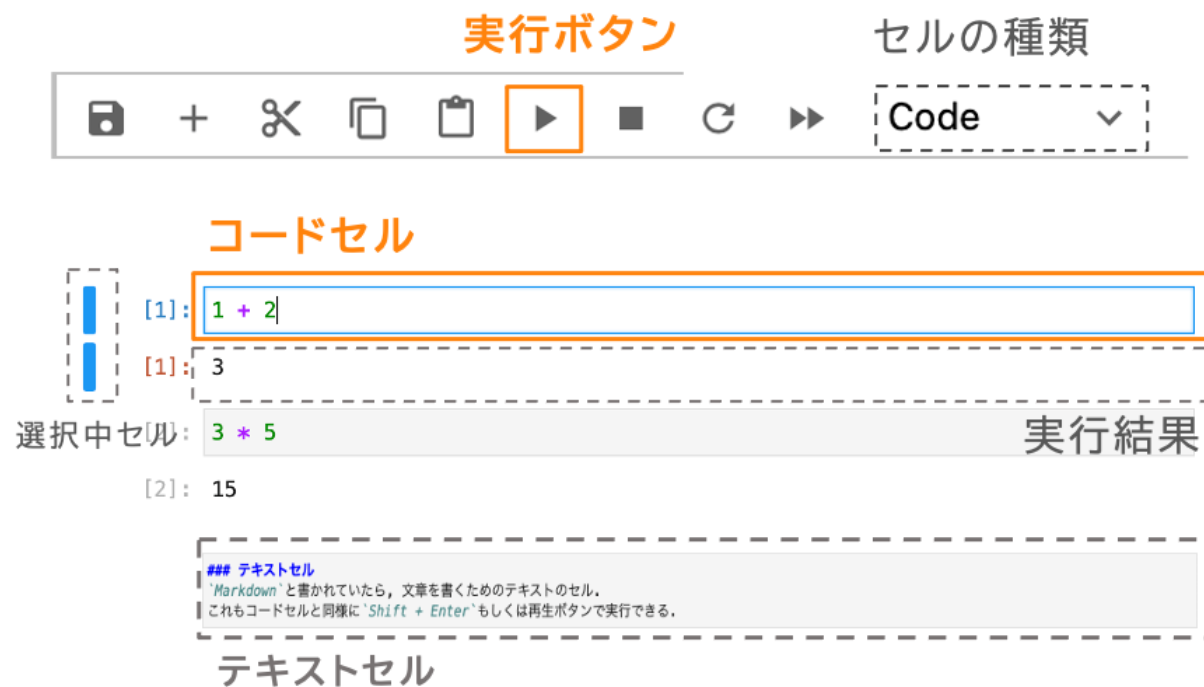 実行ボタン
セルの種類
Code
コードセル
[1]: 1 + 2
[1]: 3
選択中セル
: 3 * 5
実行結果
[2]: 15
### テキストセル
`Markdown`と書かれていたら, 文章を書くためのテキストのセル.
これもコードセルと同様に`Shift + Enter`もしくは再生ボタンで実行できる.
テキストセル